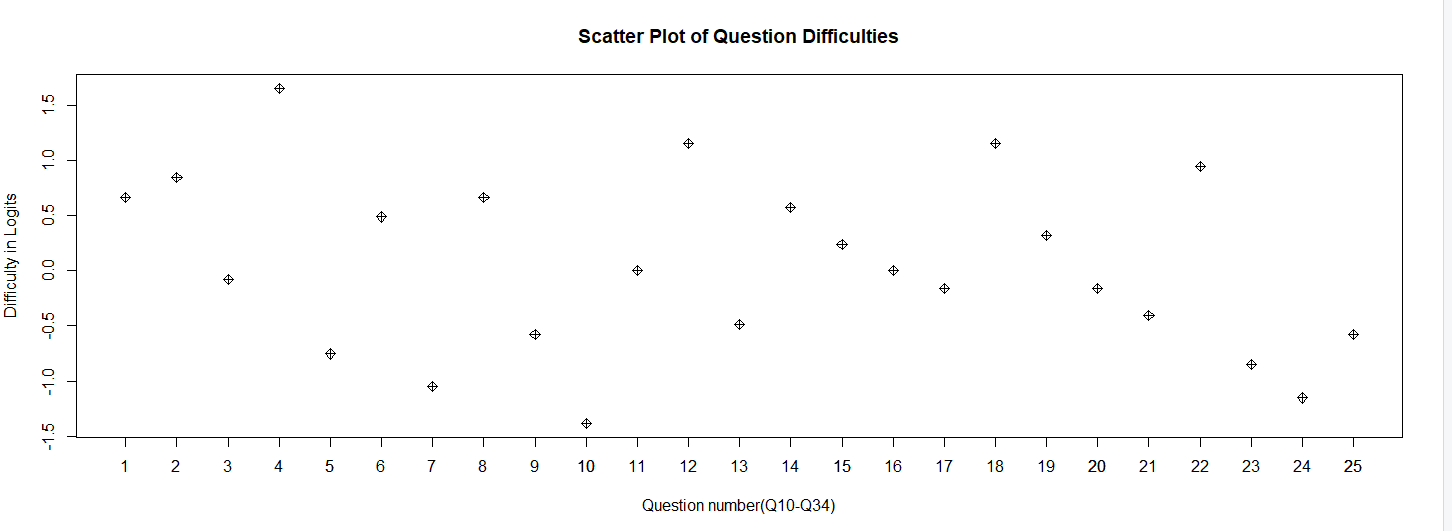 Scatter Plot of Question Difficulties
Difficulty in Logits
1.5
1.0
0.5
0.0
-0.5
-1.0
-1.5
1 2 3 4 5 6 7 8 9 10 11 12 13 14 15 16 17 18 19 20 21 22 23 24 25
Question number(Q10-Q34)